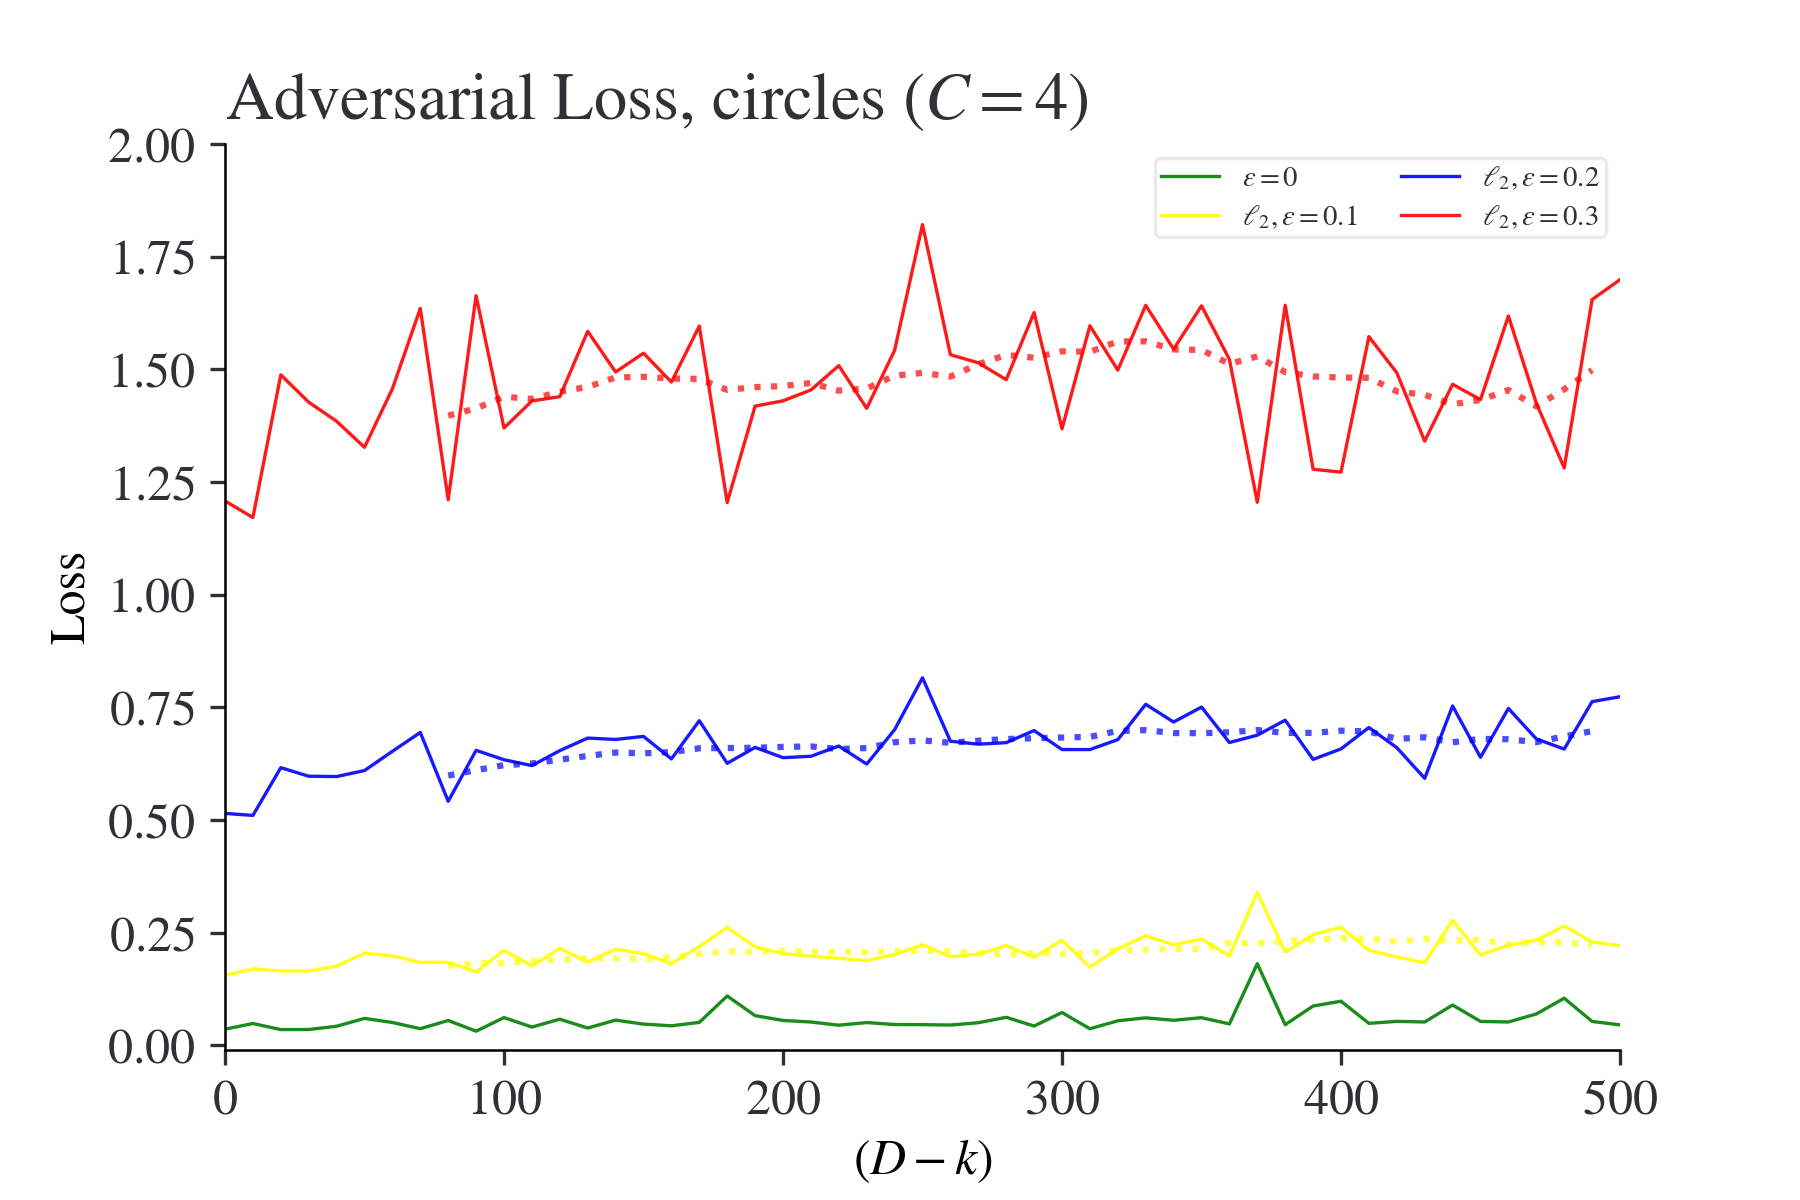 Adversarial Loss, circles (C = 4)
2.00
1.75
1.50
1.25
1.00
0.75
0.50
0.25
0.00
Loss
ε = 0
ℓ2, ε = 0.1
ℓ2, ε = 0.2
ℓ2, ε = 0.3
0 100 200 300 400 500
(D − k)